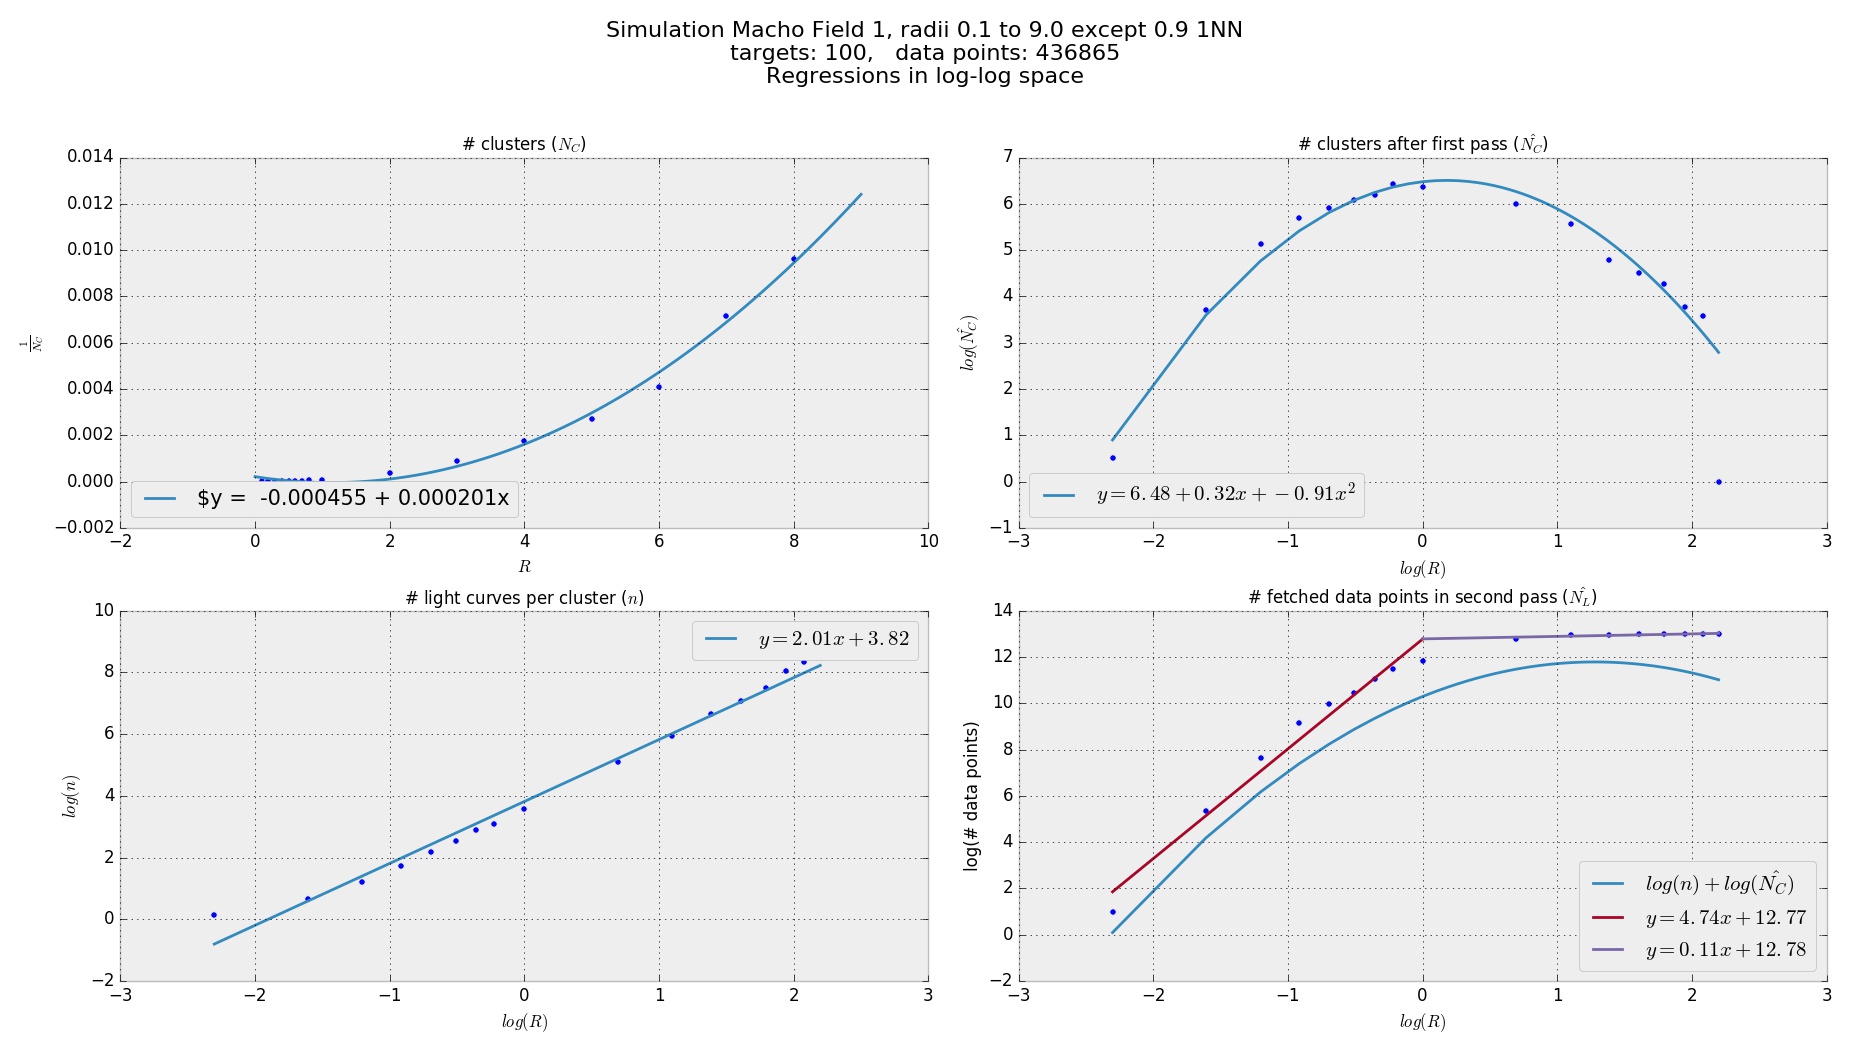 Simulation Macho Field 1, radii 0.1 to 9.0 except 0.9 1NN
targets: 100,   data points: 436865
Regressions in log-log space
# clusters (N_C)
0.014
0.012
0.010
0.008
0.006
0.004
0.002
0.000
−0.002
1/N_C
$y =  -0.000455 + 0.000201x
−2 0 2 4 6 8 10
R
# clusters after first pass (N̂_C)
7
6
5
4
3
2
1
0
−1
log(N̂_C)
y = 6.48 + 0.32x + −0.91x²
−3 −2 −1 0 1 2 3
log(R)
# light curves per cluster (n)
10
8
6
4
2
0
−2
log(n)
y = 2.01x + 3.82
−3 −2 −1 0 1 2 3
log(R)
# fetched data points in second pass (N̂_L)
14
12
10
8
6
4
2
0
−2
log(# data points)
log(n) + log(N̂_C)
y = 4.74x + 12.77
y = 0.11x + 12.78
−3 −2 −1 0 1 2 3
log(R)